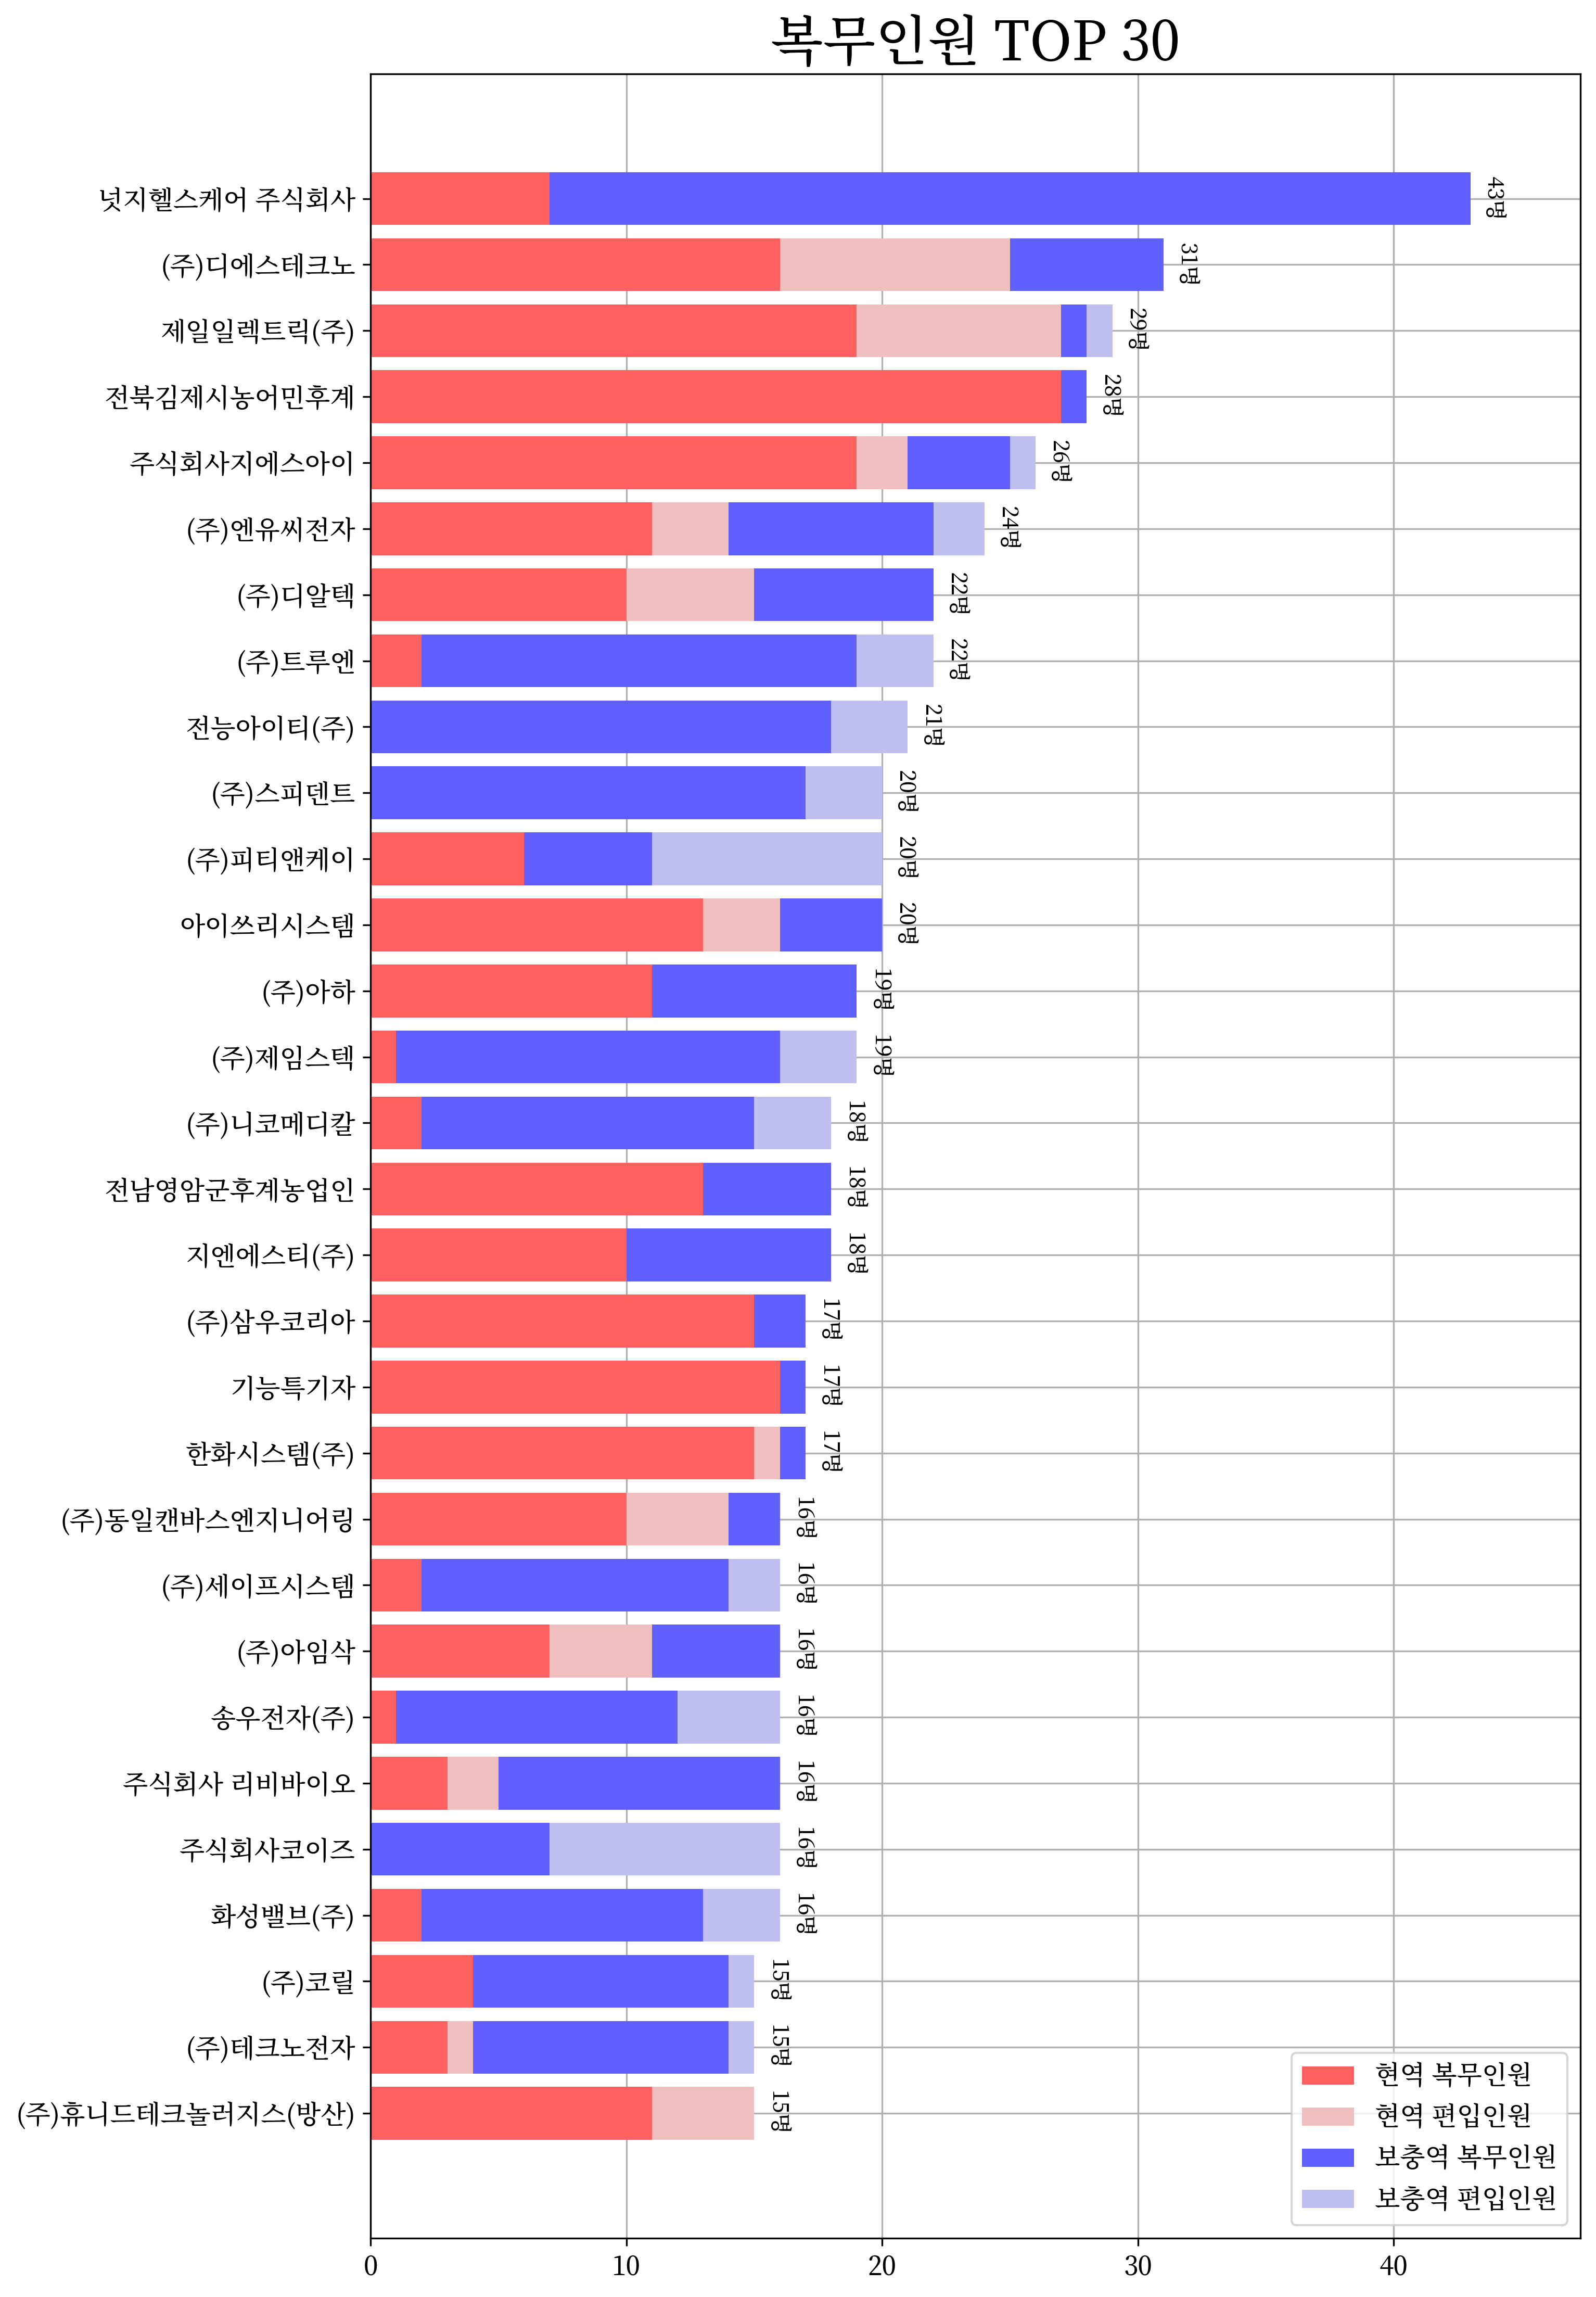 복무인원 TOP 30
넛지헬스케어 주식회사
43명
(주)디에스테크노
31명
제일일렉트릭(주)
29명
전북김제시농어민후계
28명
주식회사지에스아이
26명
(주)엔유씨전자
24명
(주)디알텍
22명
(주)트루엔
22명
전능아이티(주)
21명
(주)스피덴트
20명
(주)피티앤케이
20명
아이쓰리시스템
20명
(주)아하
19명
(주)제임스텍
19명
(주)니코메디칼
18명
전남영암군후계농업인
18명
지엔에스티(주)
18명
(주)삼우코리아
17명
기능특기자
17명
한화시스템(주)
17명
(주)동일캔바스엔지니어링
16명
(주)세이프시스템
16명
(주)아임삭
16명
송우전자(주)
16명
주식회사 리비바이오
16명
주식회사코이즈
16명
화성밸브(주)
16명
(주)코릴
15명
(주)테크노전자
15명
(주)휴니드테크놀러지스(방산)
15명
현역 복무인원
현역 편입인원
보충역 복무인원
보충역 편입인원
0 10 20 30 40